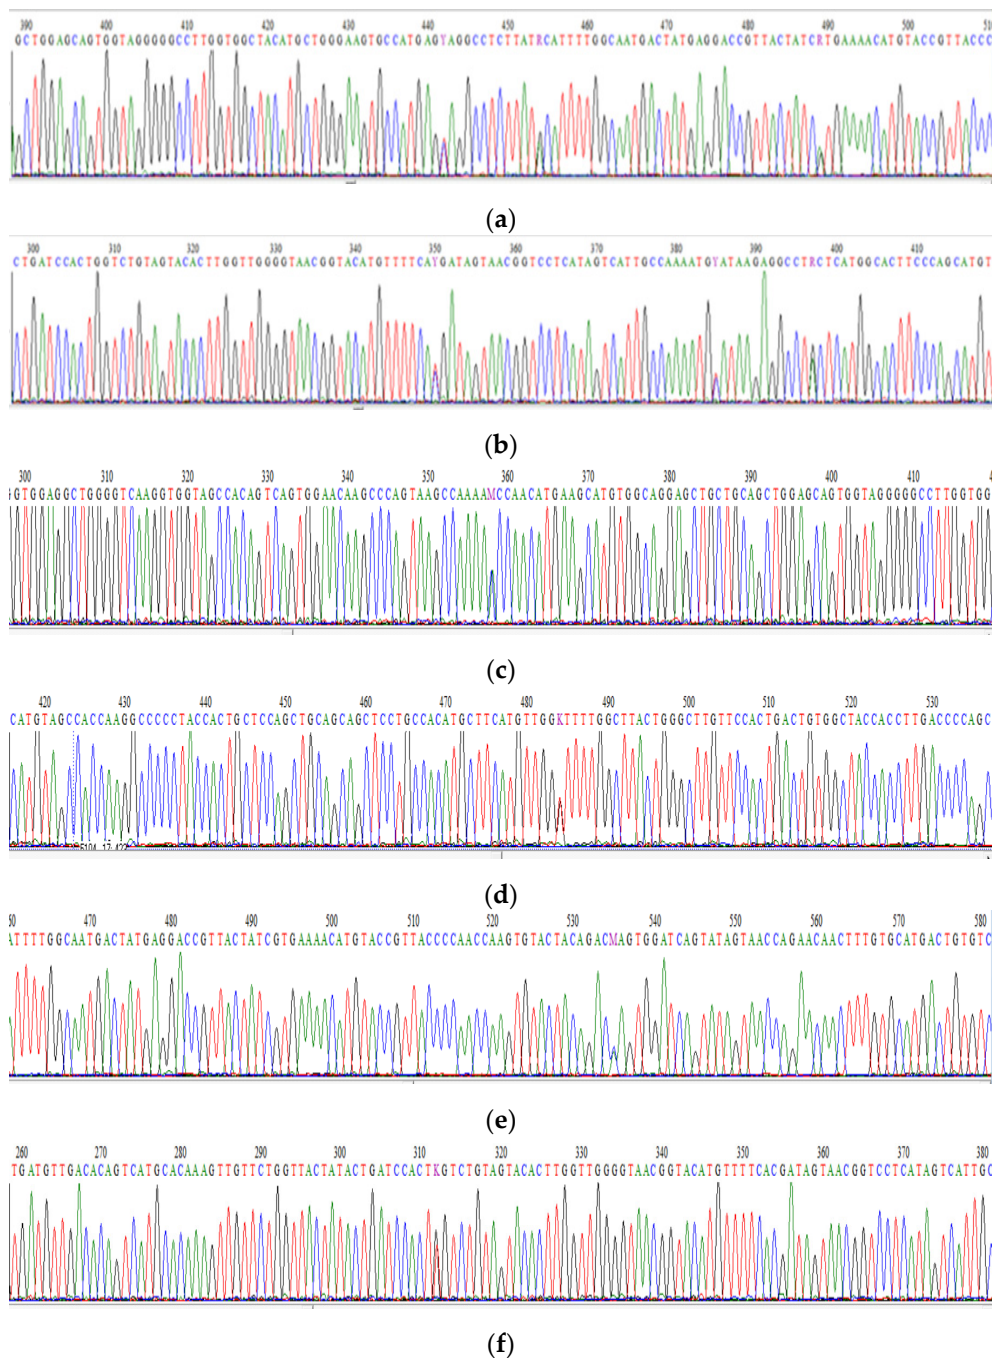 390 400 410 420 430 440 450 460 470 480 490 500 51
GCTGGAGCAGTGGTAGGGGGCCTTGGTGGCTACATGCTGGGAAGTGCCATGAGYAGGCCTCTTATRCATTTTGGCAATGACTATGAGGACCGTTACTATCRTGAAAACATGTACCGTTACCC
(a)
300 310 320 330 340 350 360 370 380 390 400 410
CTGATCCACTGGTCTGTAGTACACTTGGTTGGGGTAACGGTACATGTTTTCAYGATAGTAACGGTCCTCATAGTCATTGCCAAAATGYATAAGAGGCCTRCTCATGGCACTTCCCAGCATGT
(b)
300 310 320 330 340 350 360 370 380 390 400 410 4
GGTGGAGGCTGGGGTCAAGGTGGTAGCCACAGTCAGTGGAACAAGCCCAGTAAGCCAAAAMCCAACATGAAGCATGTGGCAGGAGCTGCTGCAGCTGGAGCAGTGGTAGGGGGCCTTGGTGG
(c)
420 430 440 450 460 470 480 490 500 510 520 530
CATGTAGCCACCAAGGCCCCCTACCACTGCTCCAGCTGCAGCAGCTCCTGCCACATGCTTCATGTTGGKTTTTGGCTTACTGGGCTTGTTCCACTGACTGTGGCTACCACCTTGACCCCAGC
(d)
60 470 480 490 500 510 520 530 540 550 560 570 580
ATTTTGGCAATGACTATGAGGACCGTTACTATCGTGAAAACATGTACCGTTACCCCAACCAAGTGTACTACAGACMAGTGGATCAGTATAGTAACCAGAACAACTTTGTGCATGACTGTGTC
(e)
260 270 280 290 300 310 320 330 340 350 360 370 380
TGATGTTGACACAGTCATGCACAAAGTTGTTCTGGTTACTATACTGATCCACTKGTCTGTAGTACACTTGGTTGGGGTAACGGTACATGTTTTCACGATAGTAACGGTCCTCATAGTCATTGC
(f)